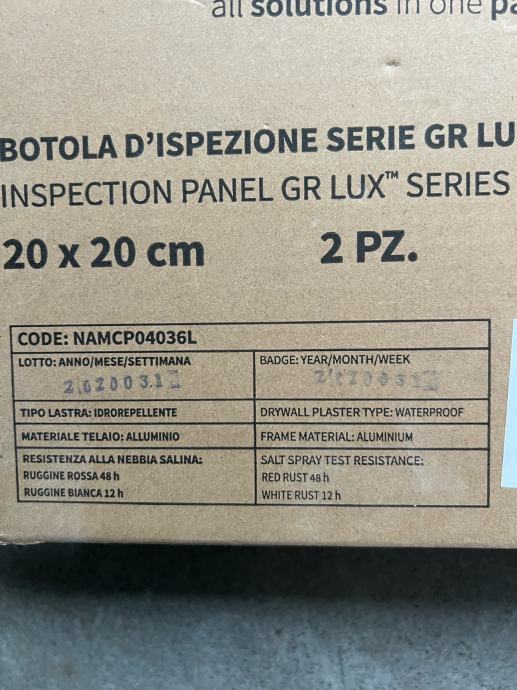 all solutions in one pa
BOTOLA D'ISPEZIONE SERIE GR LU
INSPECTION PANEL GR LUX™ SERIES
20 x 20 cm 2 PZ.
CODE: NAMCP04036L
LOTTO: ANNO/MESE/SETTIMANA
BADGE: YEAR/MONTH/WEEK
TIPO LASTRA: IDROREPELLENTE
DRYWALL PLASTER TYPE: WATERPROOF
MATERIALE TELAIO: ALLUMINIO
FRAME MATERIAL: ALUMINIUM
RESISTENZA ALLA NEBBIA SALINA:
RUGGINE ROSSA 48 h
RUGGINE BIANCA 12 h
SALT SPRAY TEST RESISTANCE:
RED RUST 48 h
WHITE RUST 12 h